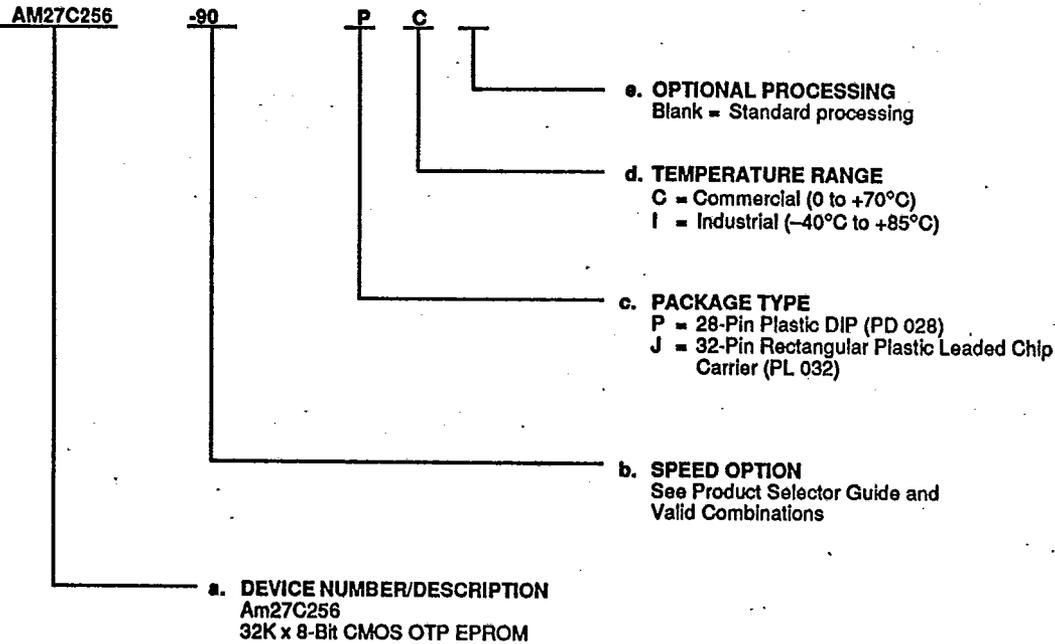 AM27C256 -90 P C
e. OPTIONAL PROCESSING
Blank = Standard processing
d. TEMPERATURE RANGE
C = Commercial (0 to +70°C)
I = Industrial (–40°C to +85°C)
c. PACKAGE TYPE
P = 28-Pin Plastic DIP (PD 028)
J = 32-Pin Rectangular Plastic Leaded Chip
Carrier (PL 032)
b. SPEED OPTION
See Product Selector Guide and
Valid Combinations
a. DEVICE NUMBER/DESCRIPTION
Am27C256
32K x 8-Bit CMOS OTP EPROM